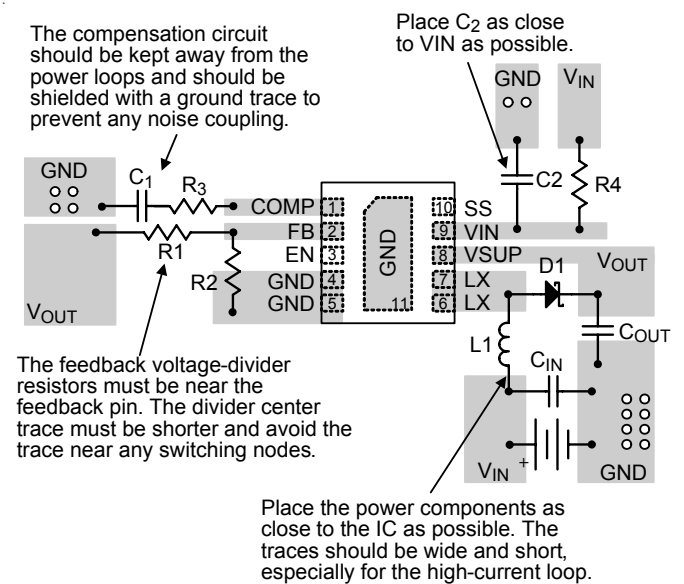 The compensation circuit
should be kept away from the
power loops and should be
shielded with a ground trace to
prevent any noise coupling.
Place C2 as close
to VIN as possible.
GND
VIN
GND
C1
R3
C2
R4
COMP 1
10 SS
FB 2
9 VIN
R1
EN 3
GND
8 VSUP
VOUT
D1
R2
GND 4
7 LX
GND 5
11
6 LX
VOUT
COUT
L1
CIN
The feedback voltage-divider
resistors must be near the
feedback pin. The divider center
trace must be shorter and avoid the
trace near any switching nodes.
VIN
+
GND
Place the power components as
close to the IC as possible. The
traces should be wide and short,
especially for the high-current loop.